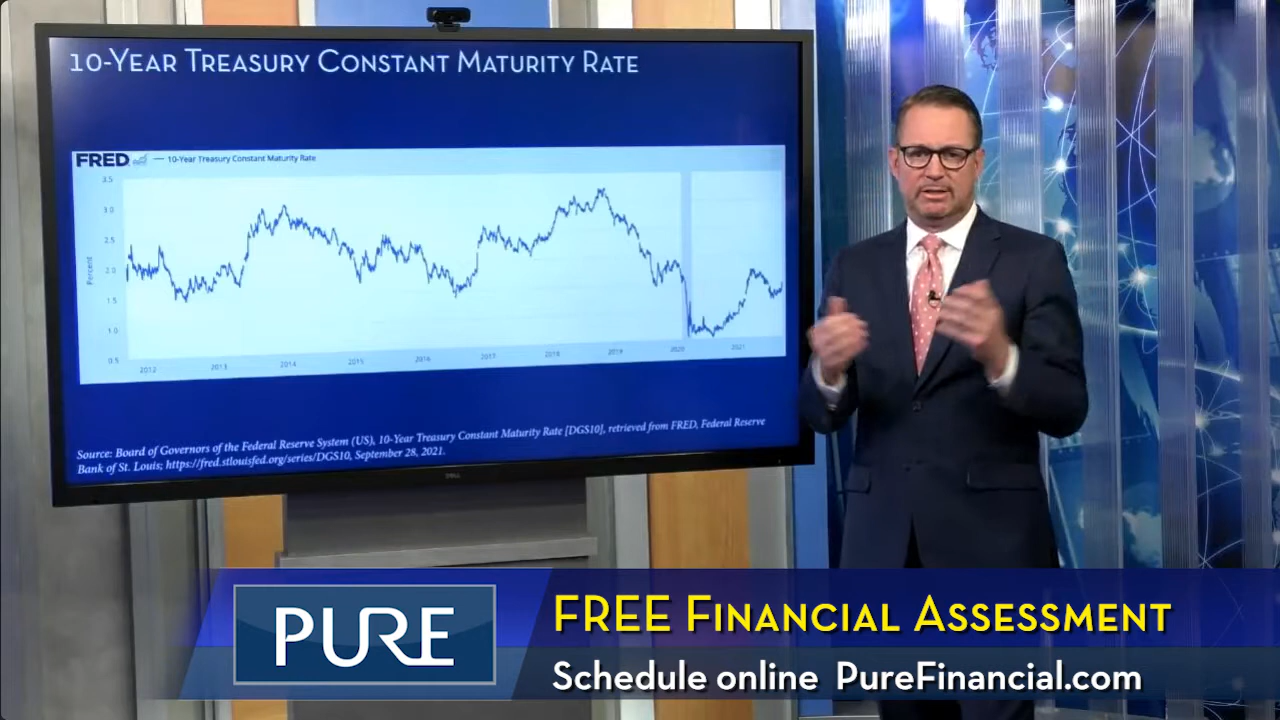 10-Year Treasury Constant Maturity Rate
FRED 10-Year Treasury Constant Maturity Rate
3.5
3.0
2.5
2.0
1.5
1.0
0.5
Percent
2012 2013 2014 2015 2016 2017 2018 2019 2020 2021
Source: Board of Governors of the Federal Reserve System (US), 10-Year Treasury Constant Maturity Rate [DGS10], retrieved from FRED, Federal Reserve
Bank of St. Louis; https://fred.stlouisfed.org/series/DGS10, September 28, 2021.
DELL
PURE
FREE Financial Assessment
Schedule online PureFinancial.com